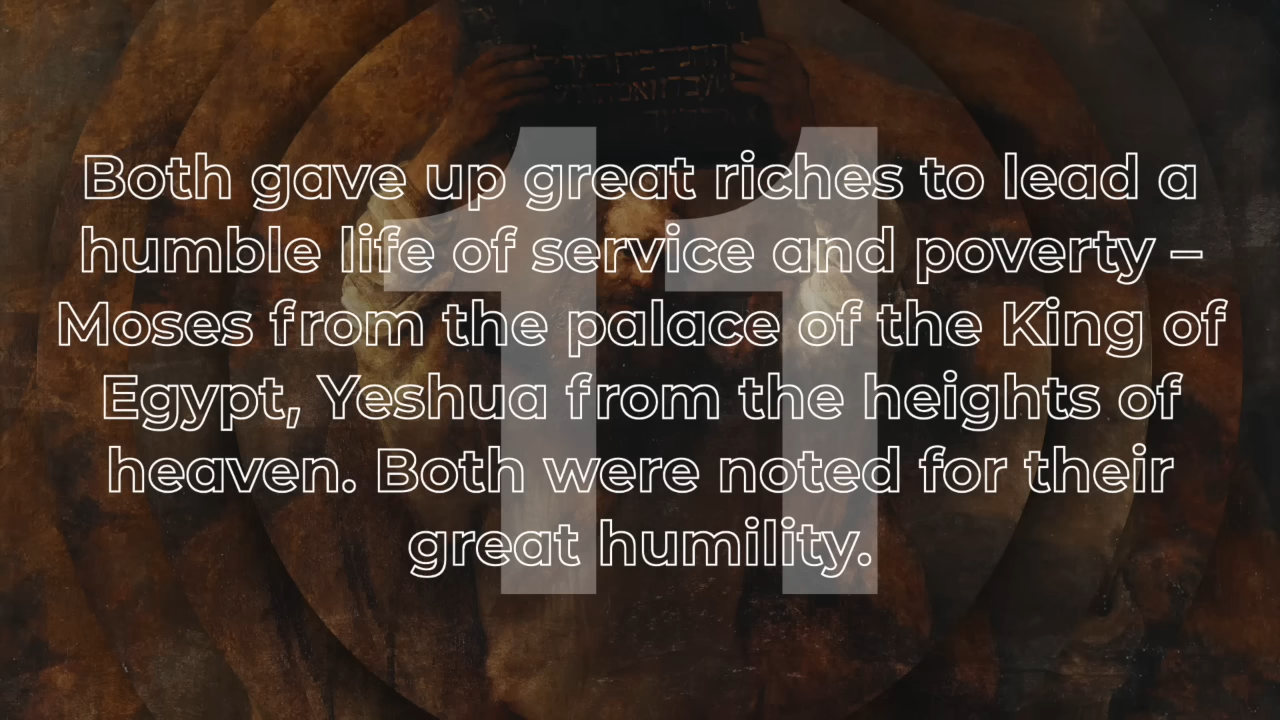 11
Both gave up great riches to lead a
humble life of service and poverty –
Moses from the palace of the King of
Egypt, Yeshua from the heights of
heaven. Both were noted for their
great humility.